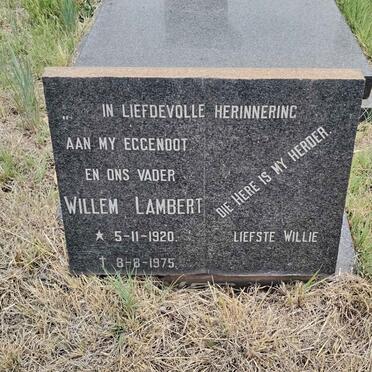 IN LIEFDEVOLLE HERINNERING
AAN MY EGGENOOT
EN ONS VADER
WILLEM LAMBERT
★ 5-11-1920.
† 8-8-1975.
DIE HERE IS MY HERDER.
LIEFSTE WILLIE